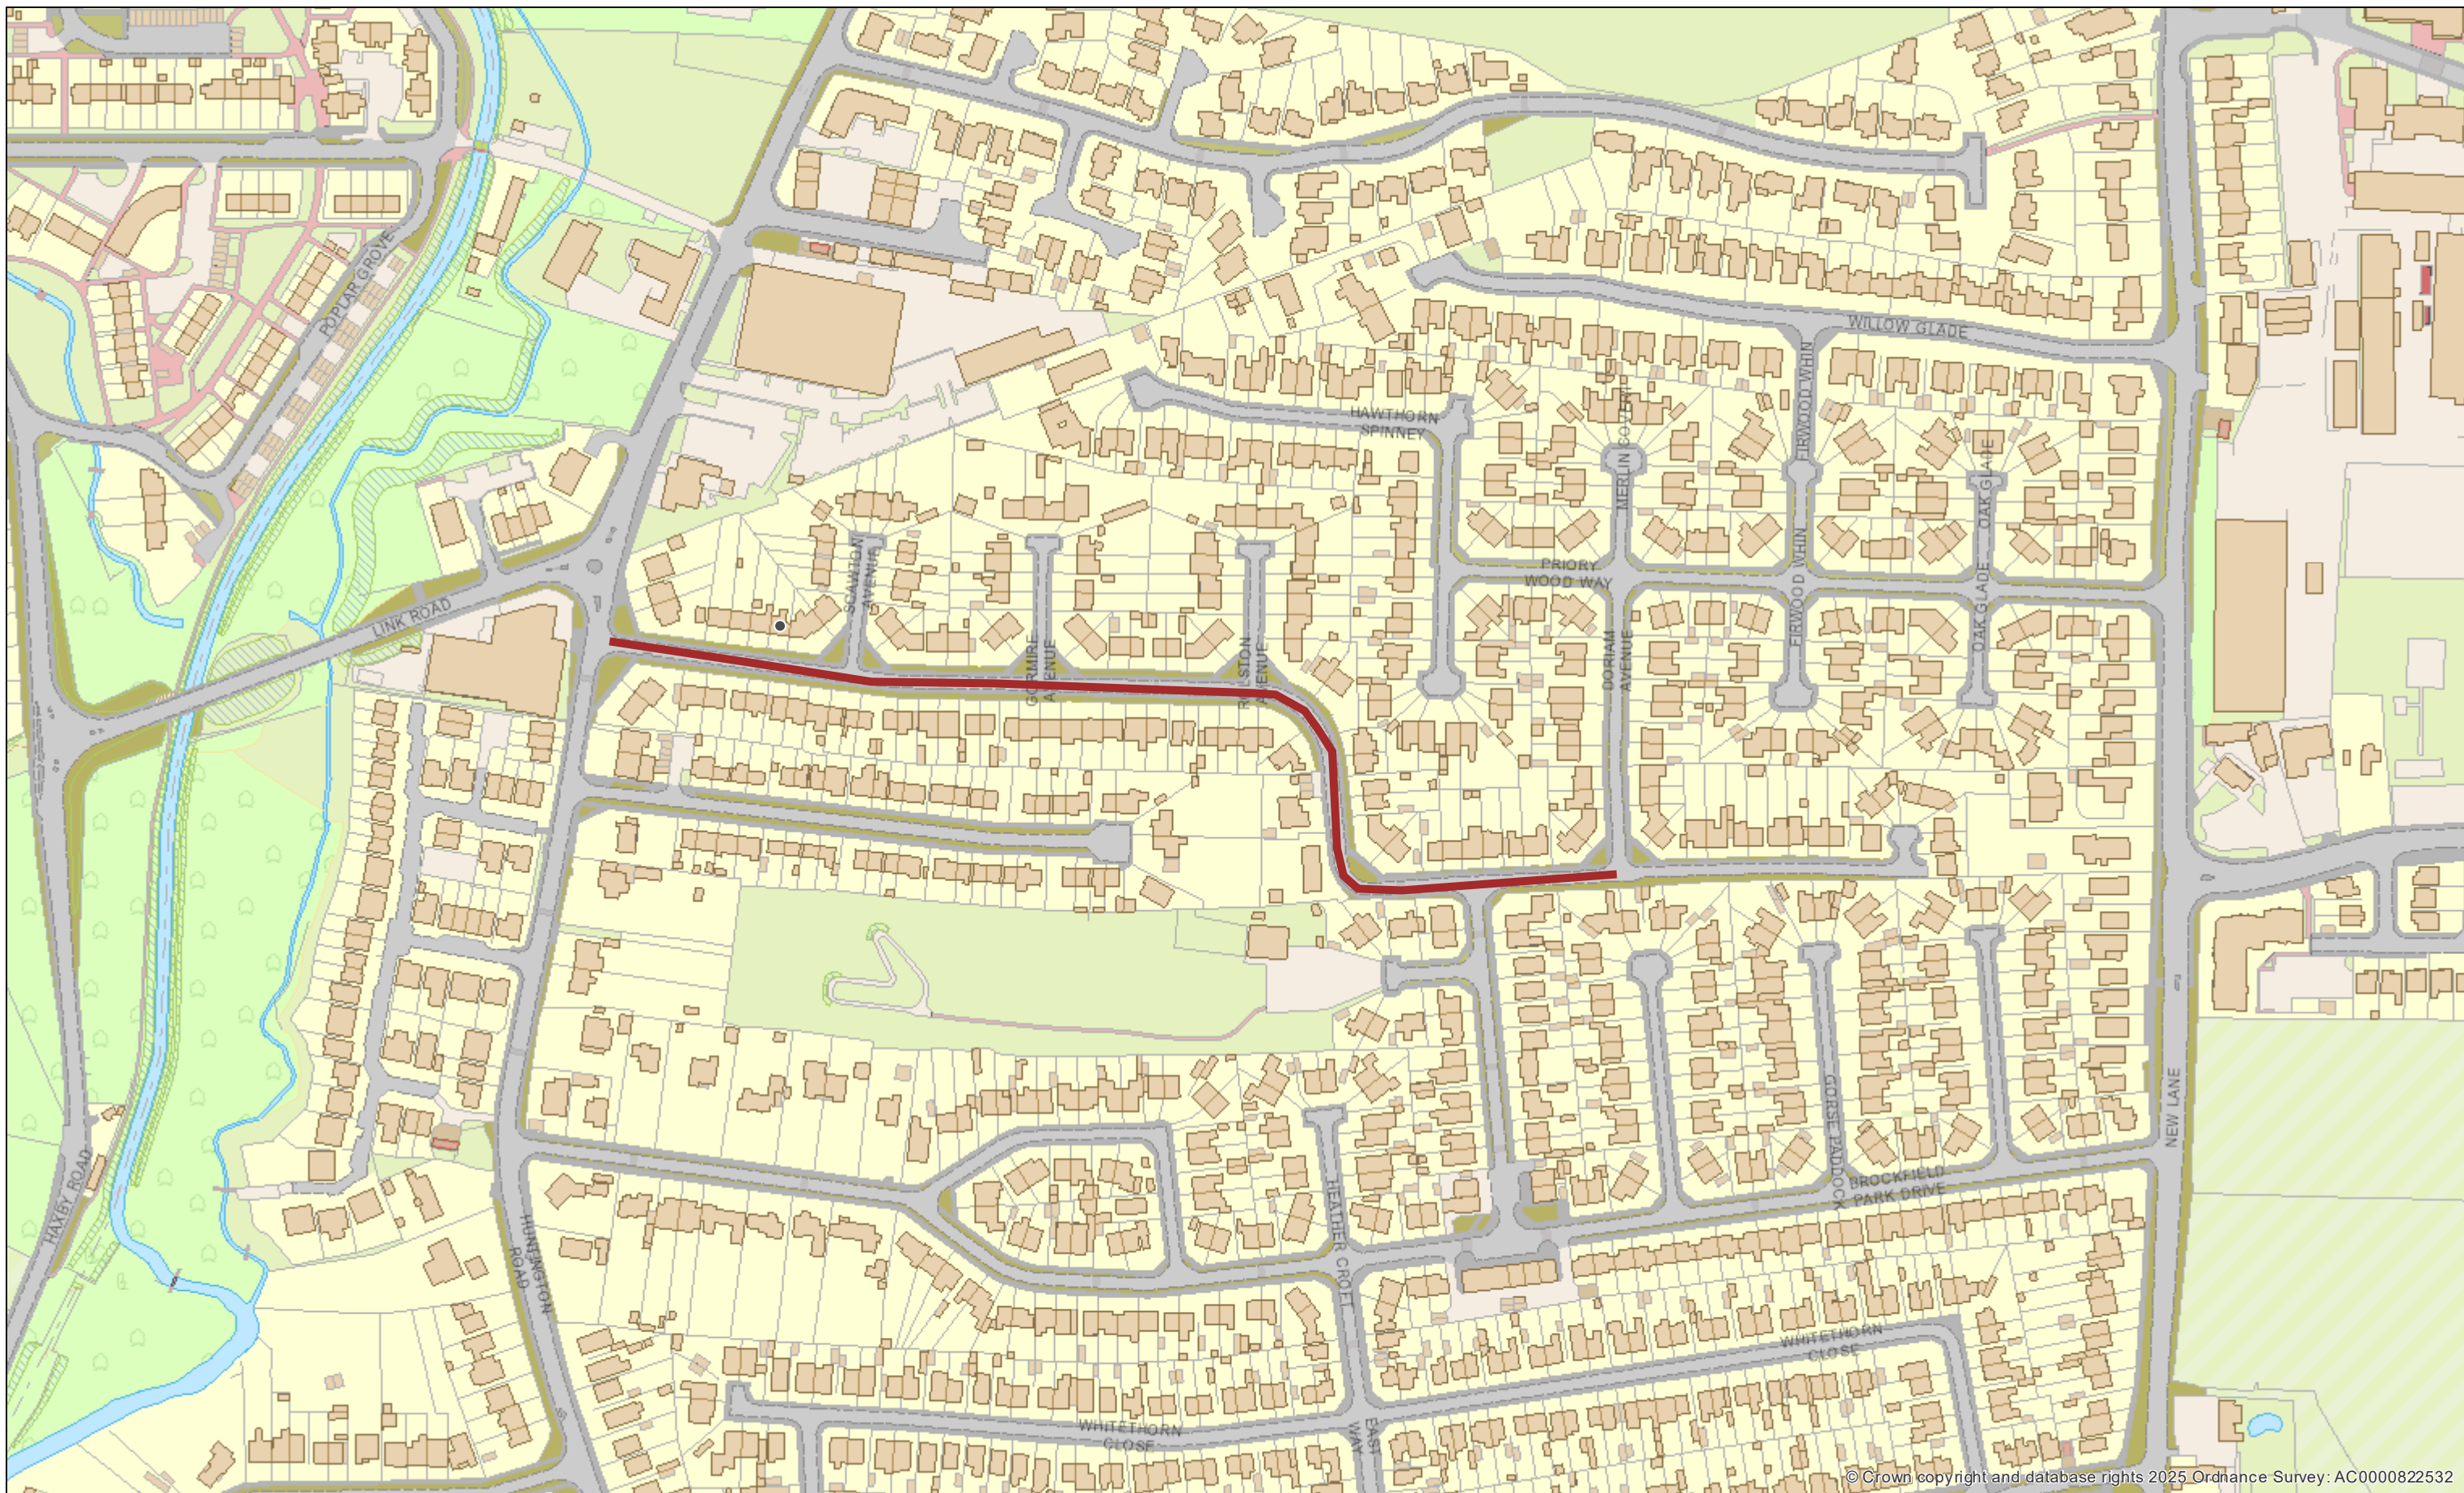 POPLAR GROVE
WILLOW GLADE
HAWTHORN
SPINNEY
MERLIN COVERT
FIRWOOD WHIN
OAK GLADE
OAK GLADE
SCAWTON
AVENUE
PRIORY
WOOD WAY
FIRWOOD WHIN
LINK ROAD
GORMIRE
AVENUE
RALSTON
AVENUE
DORIAM
AVENUE
NEW LANE
HAXBY ROAD
HUNTINGTON
ROAD
HEATHER CROFT
GORSE PADDOCK
BROCKFIELD
PARK DRIVE
WHITETHORN
CLOSE
WHITETHORN
CLOSE
EAST
WAY
© Crown copyright and database rights 2025 Ordnance Survey: AC0000822532